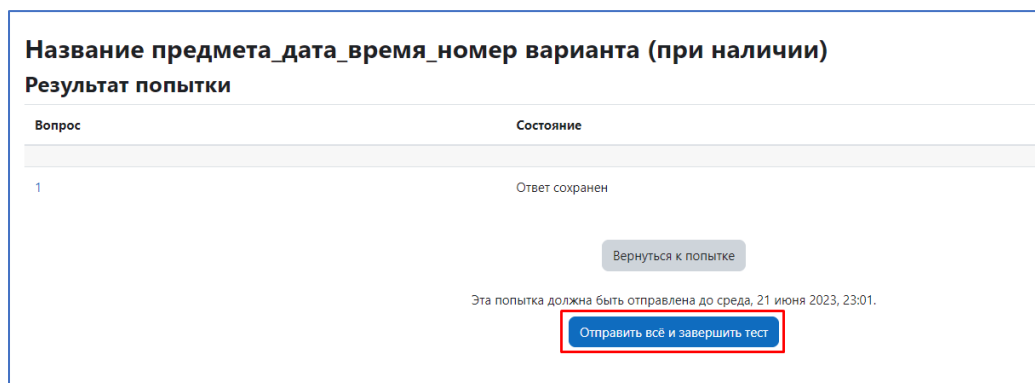 Название предмета_дата_время_номер варианта (при наличии)
Результат попытки
Вопрос Состояние
1 Ответ сохранен
Вернуться к попытке
Эта попытка должна быть отправлена до среда, 21 июня 2023, 23:01.
Отправить всё и завершить тест